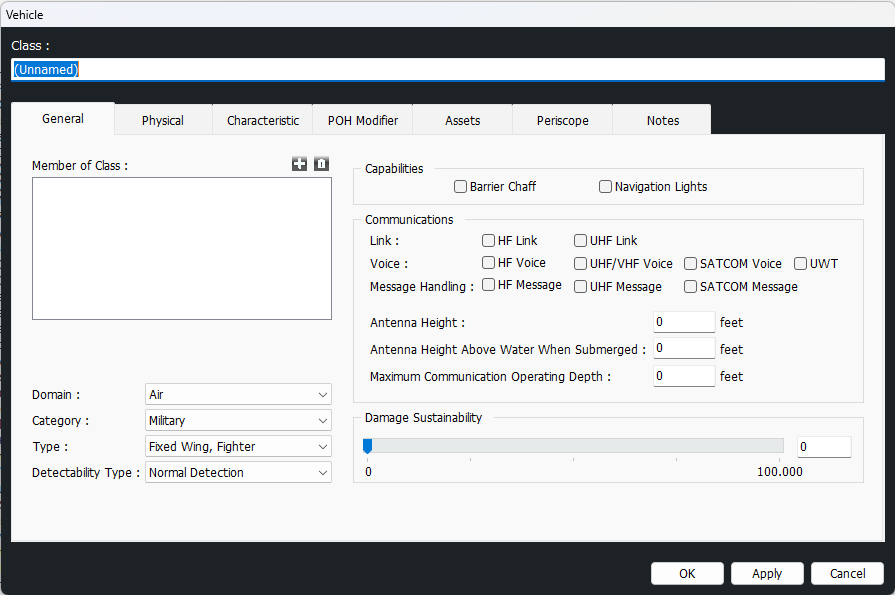 Vehicle
Class :
(Unnamed)
General Physical Characteristic POH Modifier Assets Periscope Notes
Member of Class :
Capabilities
Barrier Chaff Navigation Lights
Communications
Link : HF Link UHF Link
Voice : HF Voice UHF/VHF Voice SATCOM Voice UWT
Message Handling : HF Message UHF Message SATCOM Message
Antenna Height : 0 feet
Antenna Height Above Water When Submerged : 0 feet
Maximum Communication Operating Depth : 0 feet
Domain : Air
Category : Military
Type : Fixed Wing, Fighter
Detectability Type : Normal Detection
Damage Sustainability
0
0 100.000
OK Apply Cancel